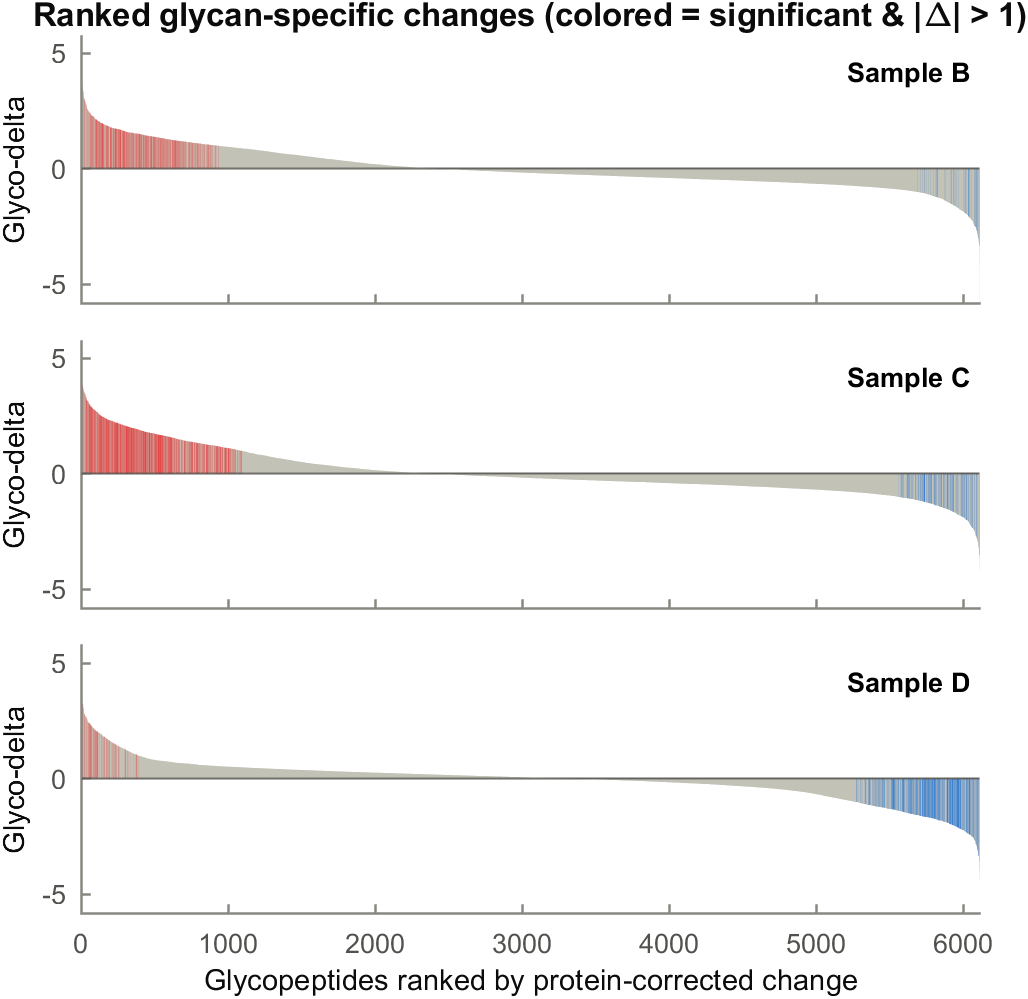 Ranked glycan-specific changes (colored = significant & |Δ| > 1)
Sample B
5
0
-5
Glyco-delta
Sample C
5
0
-5
Glyco-delta
Sample D
5
0
-5
Glyco-delta
0 1000 2000 3000 4000 5000 6000
Glycopeptides ranked by protein-corrected change